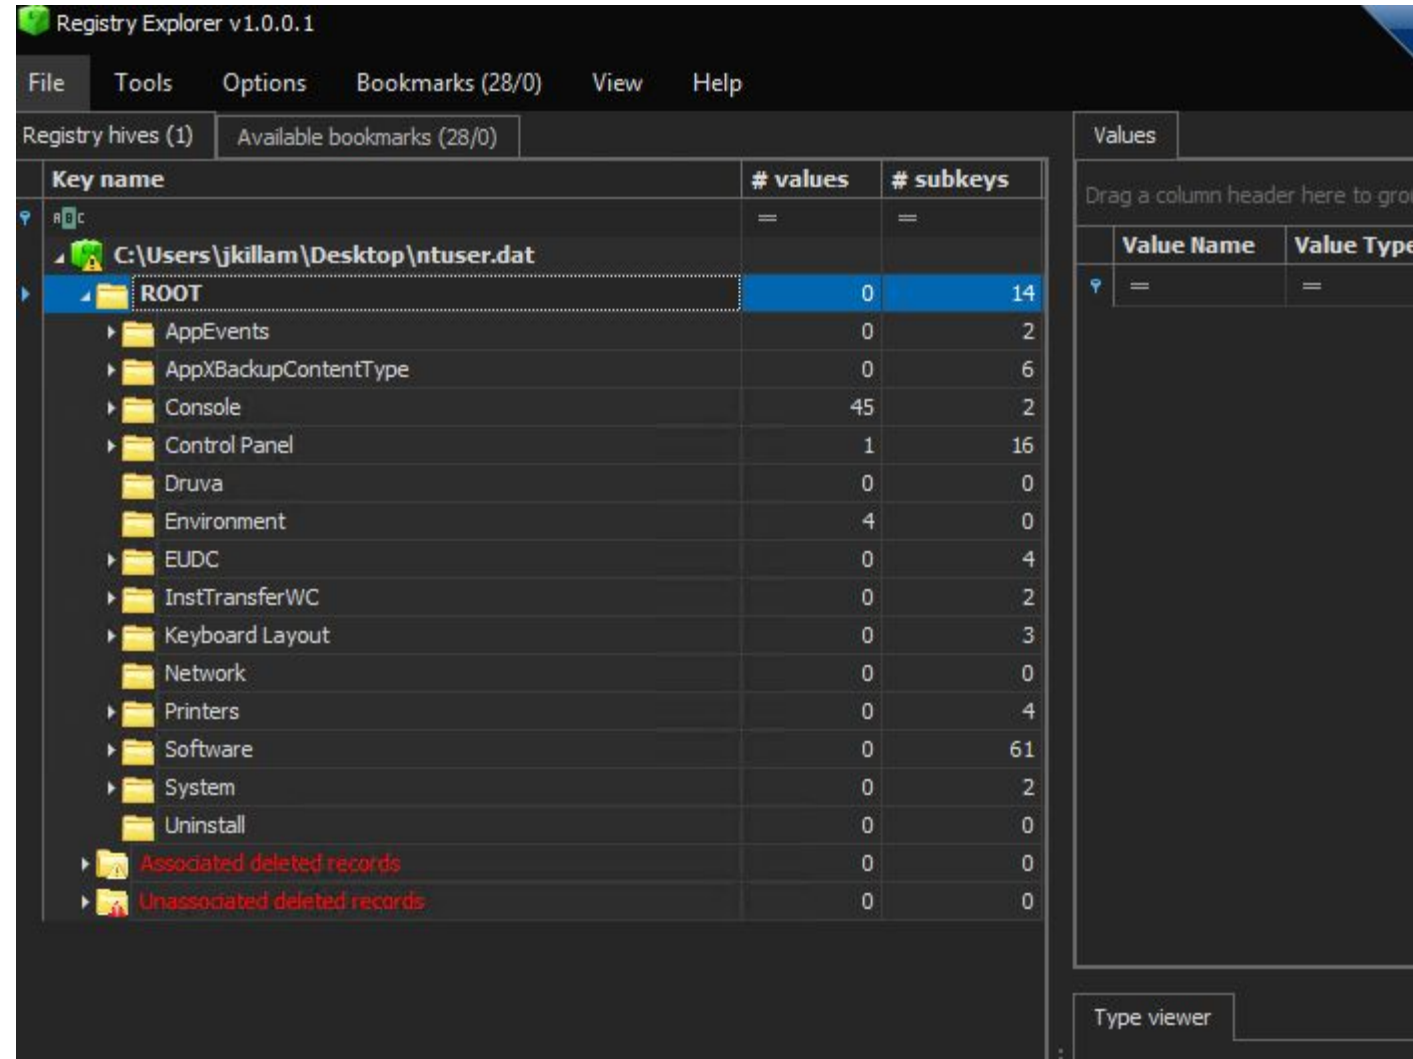 Registry Explorer v1.0.0.1
File Tools Options Bookmarks (28/0) View Help
Registry hives (1) Available bookmarks (28/0)
Key name # values # subkeys
ABC = =
C:\Users\jkillam\Desktop\ntuser.dat
ROOT 0 14
AppEvents 0 2
AppXBackupContentType 0 6
Console 45 2
Control Panel 1 16
Druva 0 0
Environment 4 0
EUDC 0 4
InstTransferWC 0 2
Keyboard Layout 0 3
Network 0 0
Printers 0 4
Software 0 61
System 0 2
Uninstall 0 0
Associated deleted records 0 0
Unassociated deleted records 0 0
Values
Drag a column header here to grou
Value Name Value Type
= =
Type viewer